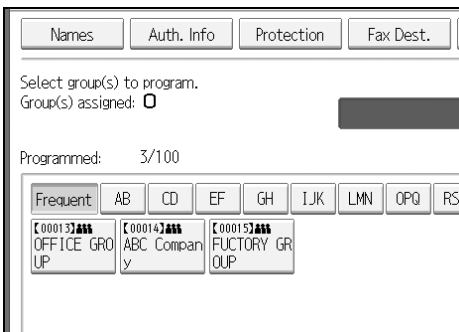 Names Auth. Info Protection Fax Dest.
Select group(s) to program.
Group(s) assigned: 0
Programmed: 3/100
Frequent AB CD EF GH IJK LMN OPQ RS
【00013】 【00014】 【00015】
OFFICE GRO ABC Compan FUCTORY GR
UP y OUP